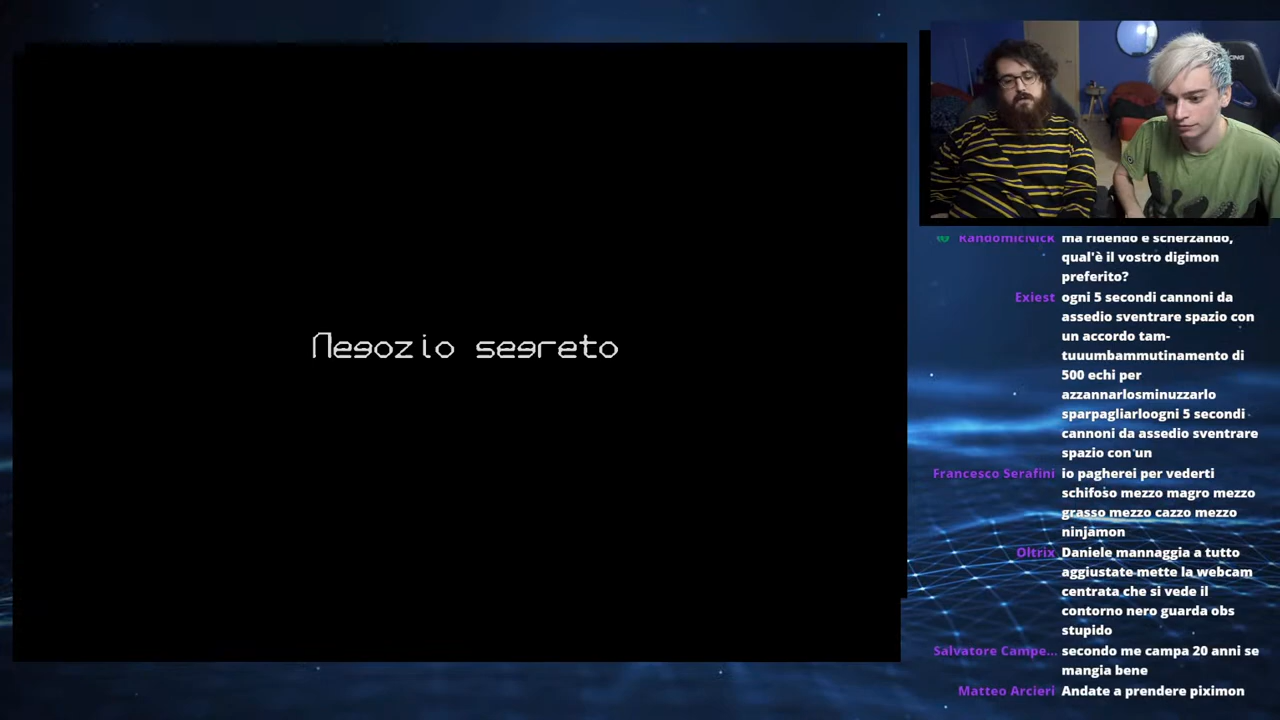 Negozio segreto
RandomicNick ma ridendo e scherzando,
qual'è il vostro digimon
preferito?
Exiest ogni 5 secondi cannoni da
assedio sventrare spazio con
un accordo tam-
tuuumbammutinamento di
500 echi per
azzannarlosminuzzarlo
sparpagliarloogni 5 secondi
cannoni da assedio sventrare
spazio con un
Francesco Serafini io pagherei per vederti
schifoso mezzo magro mezzo
grasso mezzo cazzo mezzo
ninjamon
Oltrix Daniele mannaggia a tutto
aggiustate mette la webcam
centrata che si vede il
contorno nero guarda obs
stupido
Salvatore Campe... secondo me campa 20 anni se
mangia bene
Matteo Arcieri Andate a prendere piximon